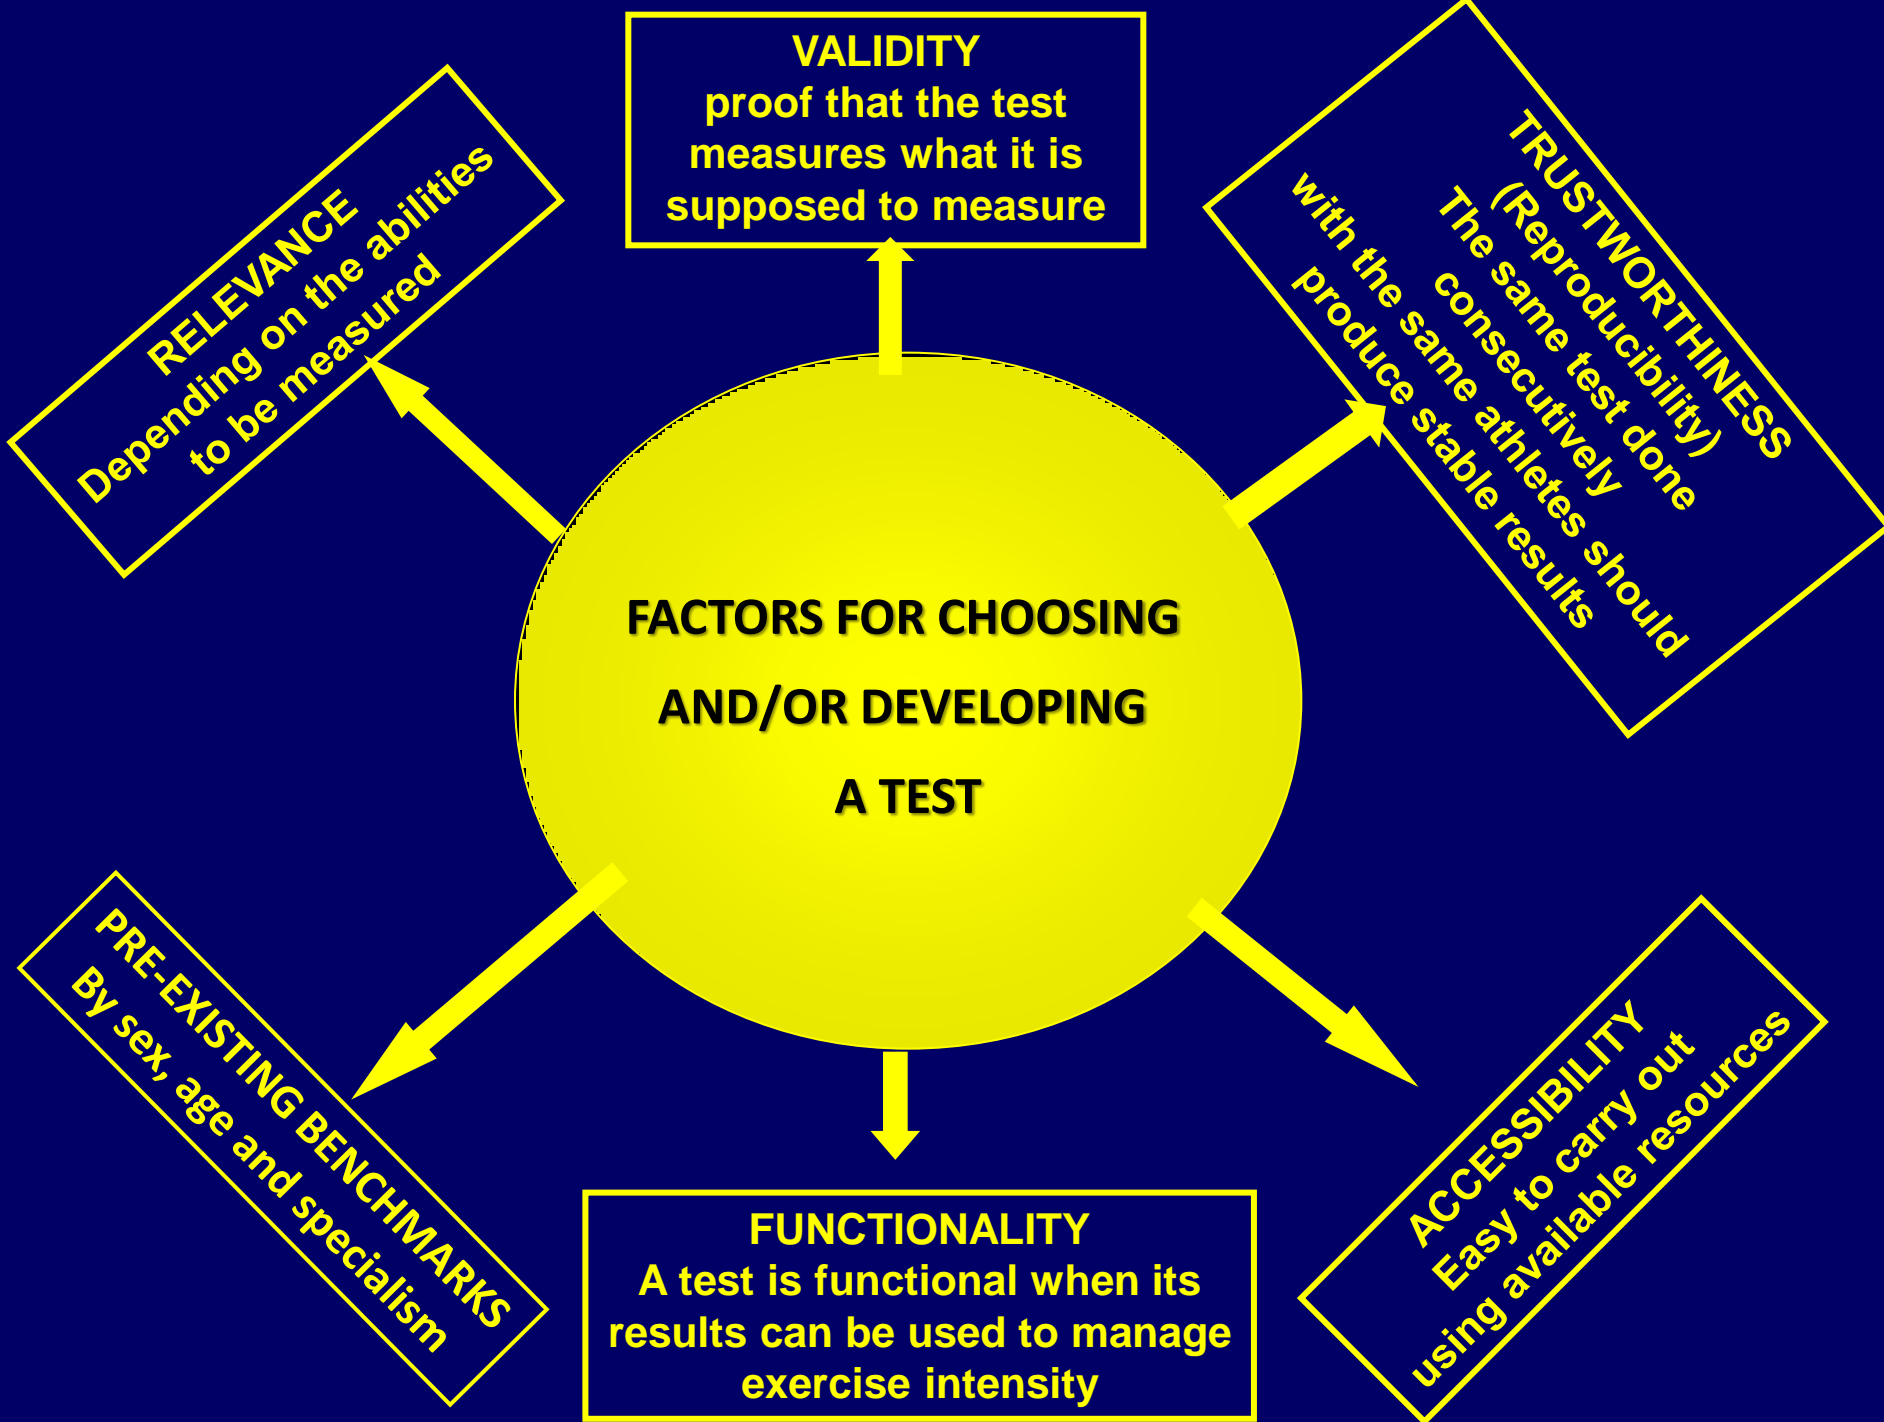 VALIDITY
proof that the test
measures what it is
supposed to measure
RELEVANCE
Depending on the abilities
to be measured
TRUSTWORTHINESS
(Reproducibility)
The same test done
consecutively
with the same athletes should
produce stable results
FACTORS FOR CHOOSING
AND/OR DEVELOPING
A TEST
PRE-EXISTING BENCHMARKS
By sex, age and specialism
FUNCTIONALITY
A test is functional when its
results can be used to manage
exercise intensity
ACCESSIBILITY
Easy to carry out
using available resources